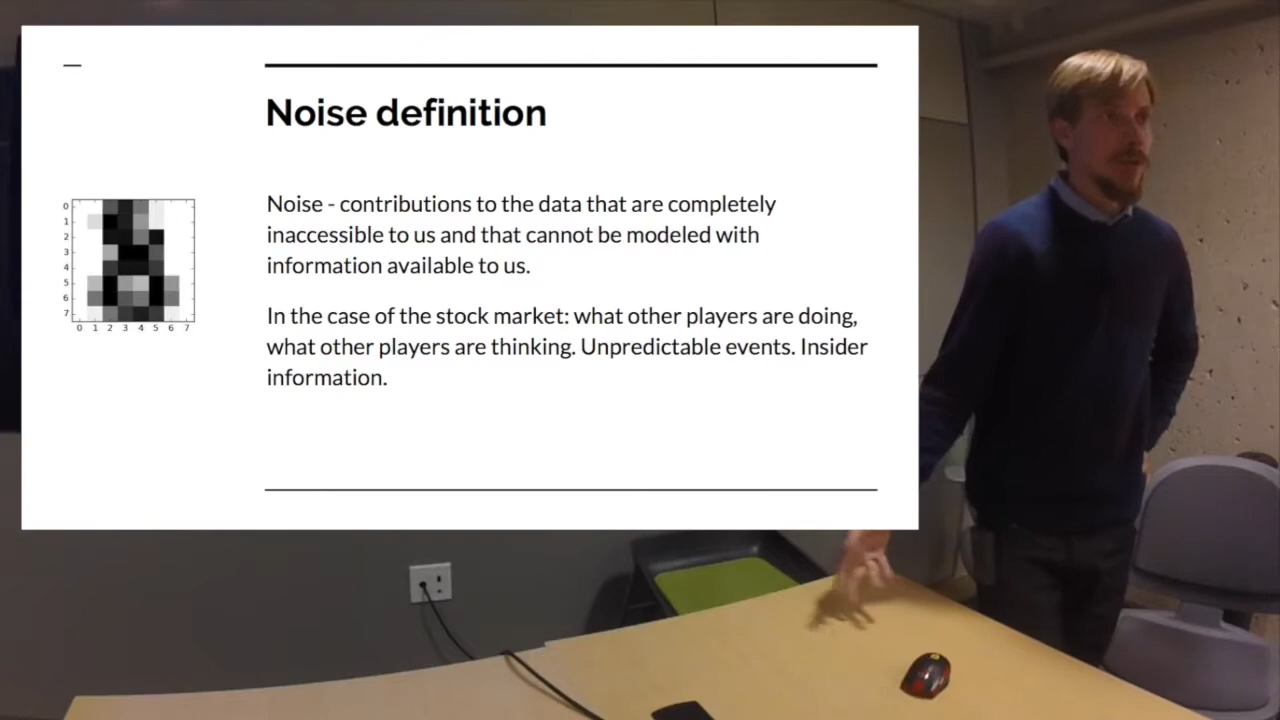 Noise definition
Noise - contributions to the data that are completely
inaccessible to us and that cannot be modeled with
information available to us.
In the case of the stock market: what other players are doing,
what other players are thinking. Unpredictable events. Insider
information.
0
1
2
3
4
5
6
7
0 1 2 3 4 5 6 7